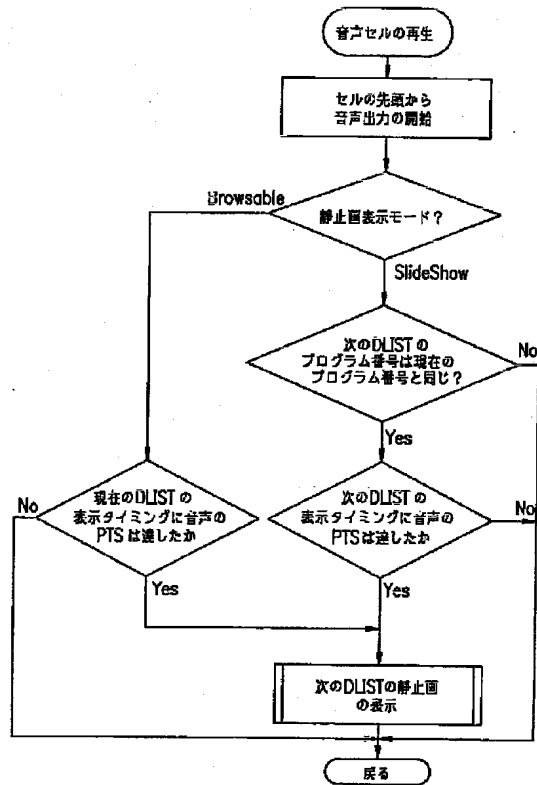 音声セルの再生
セルの先頭から
音声出力の開始
Browsable
静止画表示モード？
SlideShow
次のDLISTの
プログラム番号は現在の
プログラム番号と同じ？
No
Yes
No
現在のDLISTの
表示タイミングに音声の
PTSは達したか
次のDLISTの
表示タイミングに音声の
PTSは達したか
No
Yes
Yes
次のDLISTの静止画
の表示
戻る